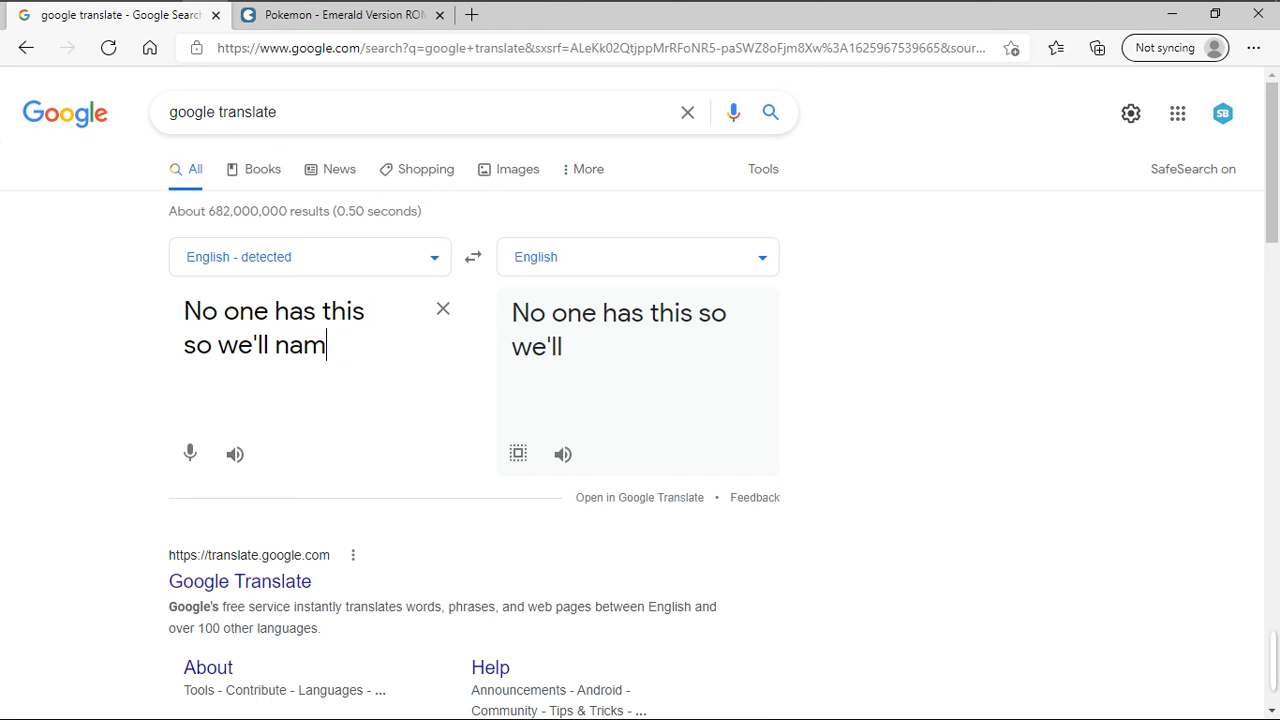 google translate - Google Searc
Pokemon - Emerald Version RON
https://www.google.com/search?q=google+translate&sxsrf=ALeKk02QtjppMrRFoNR5-paSWZ8oFjm8Xw%3A1625967539665&sour...
Not syncing
Google
google translate
SB
All
Books
News
Shopping
Images
More
Tools
SafeSearch on
About 682,000,000 results (0.50 seconds)
English - detected
English
No one has this
so we'll nam
No one has this so
we'll
Open in Google Translate • Feedback
https://translate.google.com
Google Translate
Google's free service instantly translates words, phrases, and web pages between English and
over 100 other languages.
About
Tools - Contribute - Languages - ...
Help
Announcements - Android -
Community - Tips & Tricks - ...